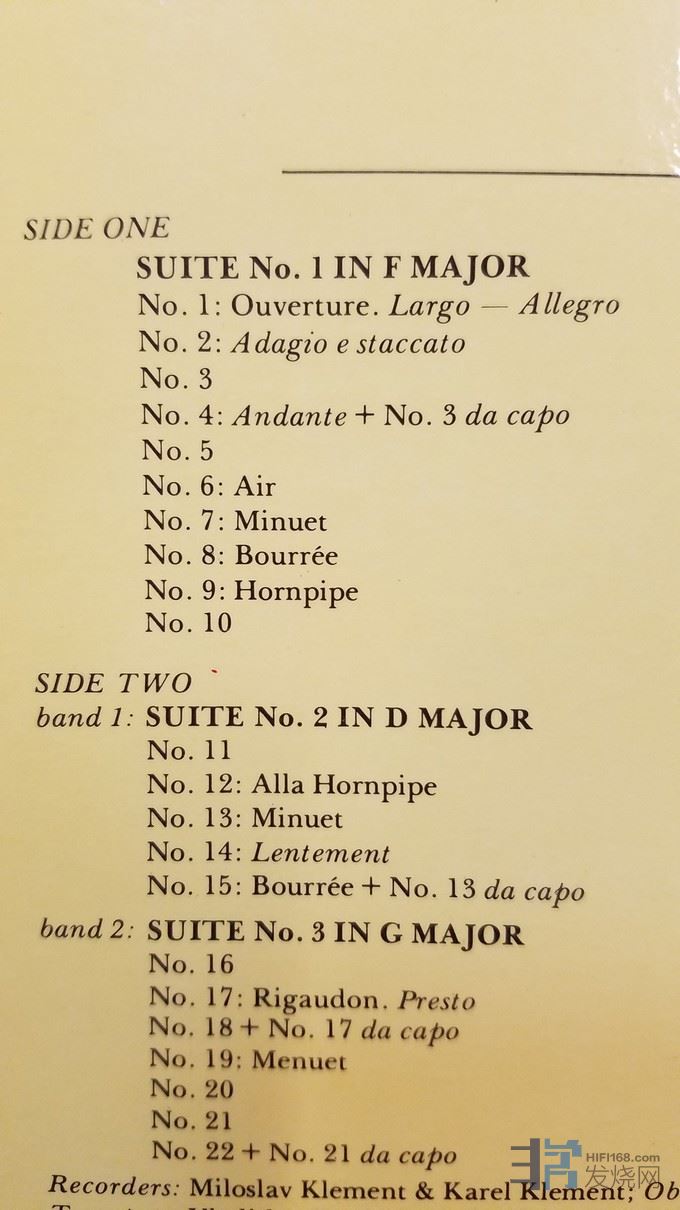 SIDE ONE
SUITE No. 1 IN F MAJOR
No. 1: Ouverture. Largo — Allegro
No. 2: Adagio e staccato
No. 3
No. 4: Andante + No. 3 da capo
No. 5
No. 6: Air
No. 7: Minuet
No. 8: Bourrée
No. 9: Hornpipe
No. 10
SIDE TWO
band 1: SUITE No. 2 IN D MAJOR
No. 11
No. 12: Alla Hornpipe
No. 13: Minuet
No. 14: Lentement
No. 15: Bourrée + No. 13 da capo
band 2: SUITE No. 3 IN G MAJOR
No. 16
No. 17: Rigaudon. Presto
No. 18 + No. 17 da capo
No. 19: Menuet
No. 20
No. 21
No. 22 + No. 21 da capo
HIFI168.com
发烧网
Recorders: Miloslav Klement & Karel Klement; Ob